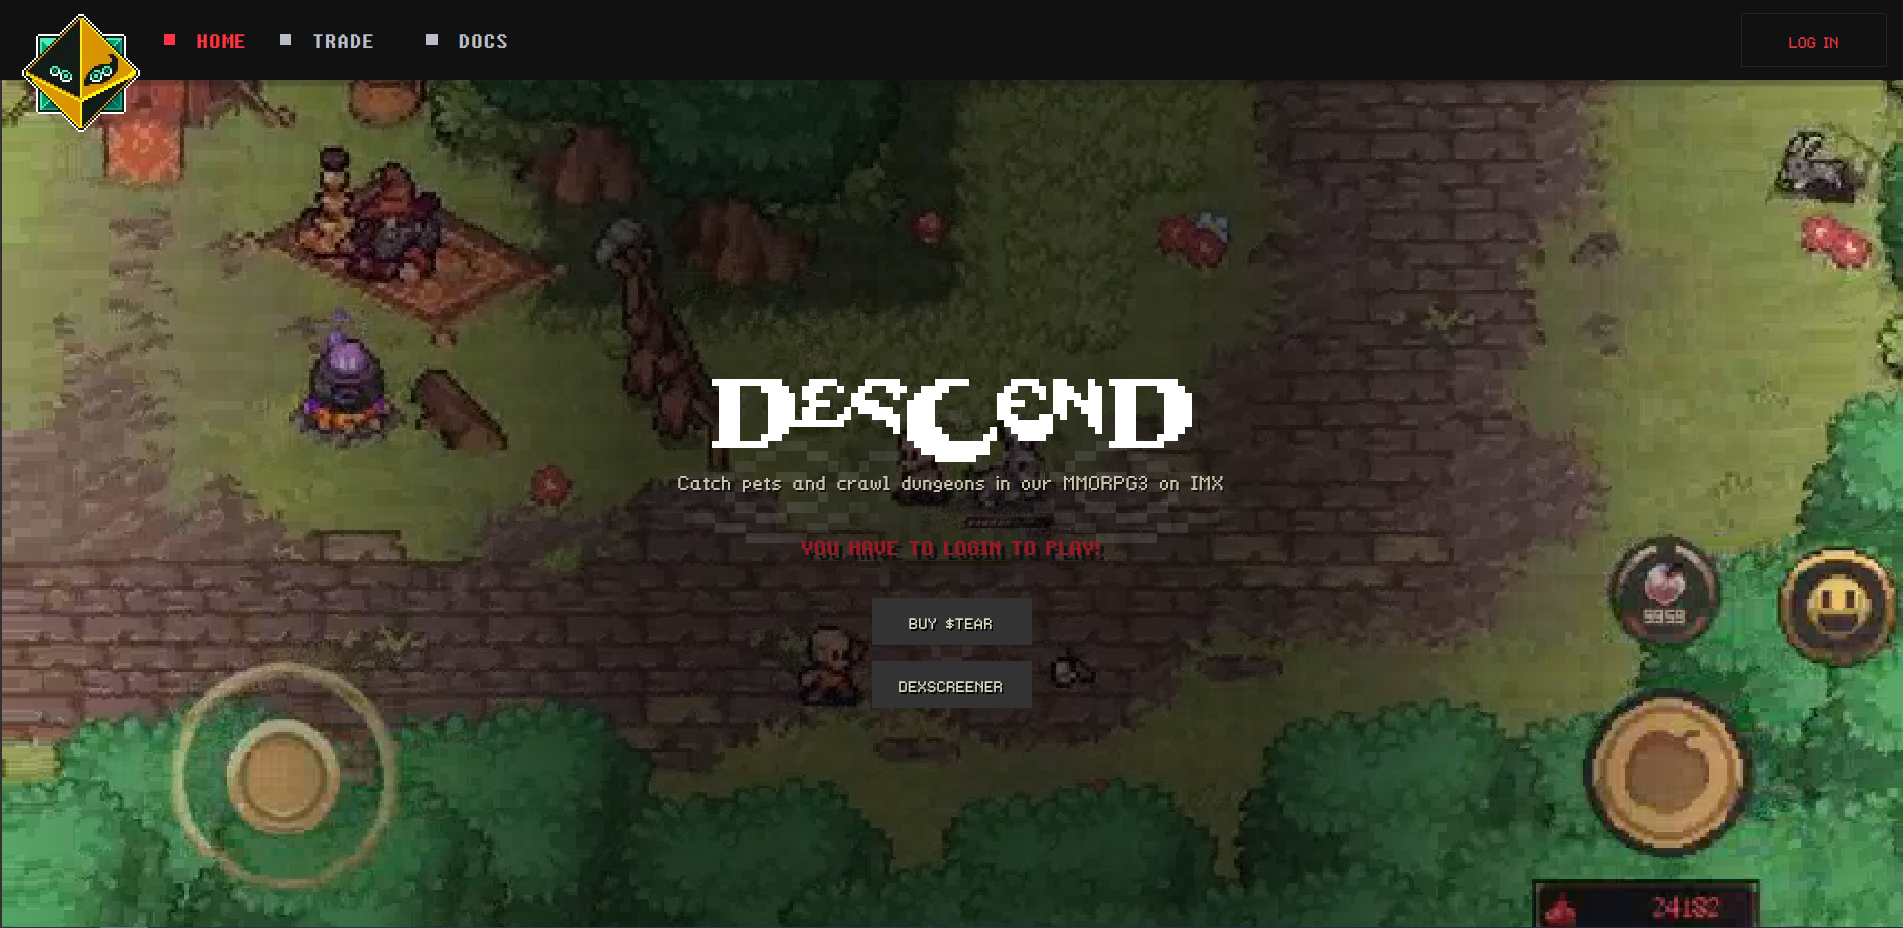 HOME TRADE DOCS LOG IN
DESCEND
Catch pets and crawl dungeons in our MMORPG3 on IMX
YOU HAVE TO LOGIN TO PLAY!
9959
BUY $TEAR
DEXSCREENER
24182